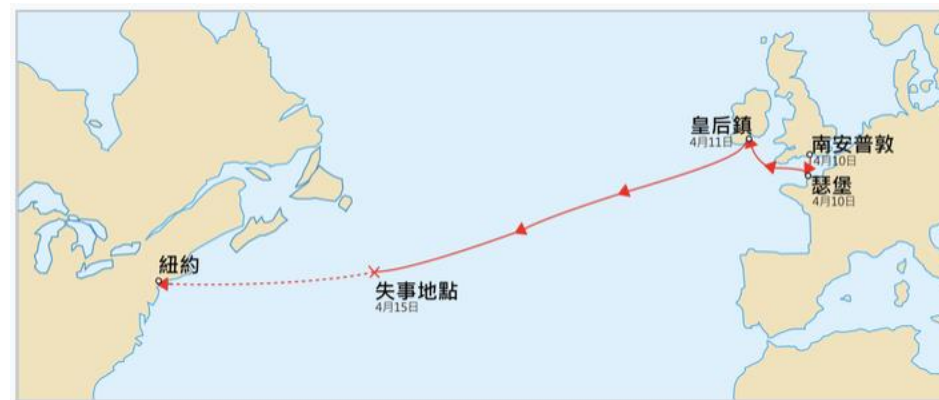 皇后鎮
4月11日
南安普敦
4月10日
瑟堡
4月10日
紐約
失事地點
4月15日